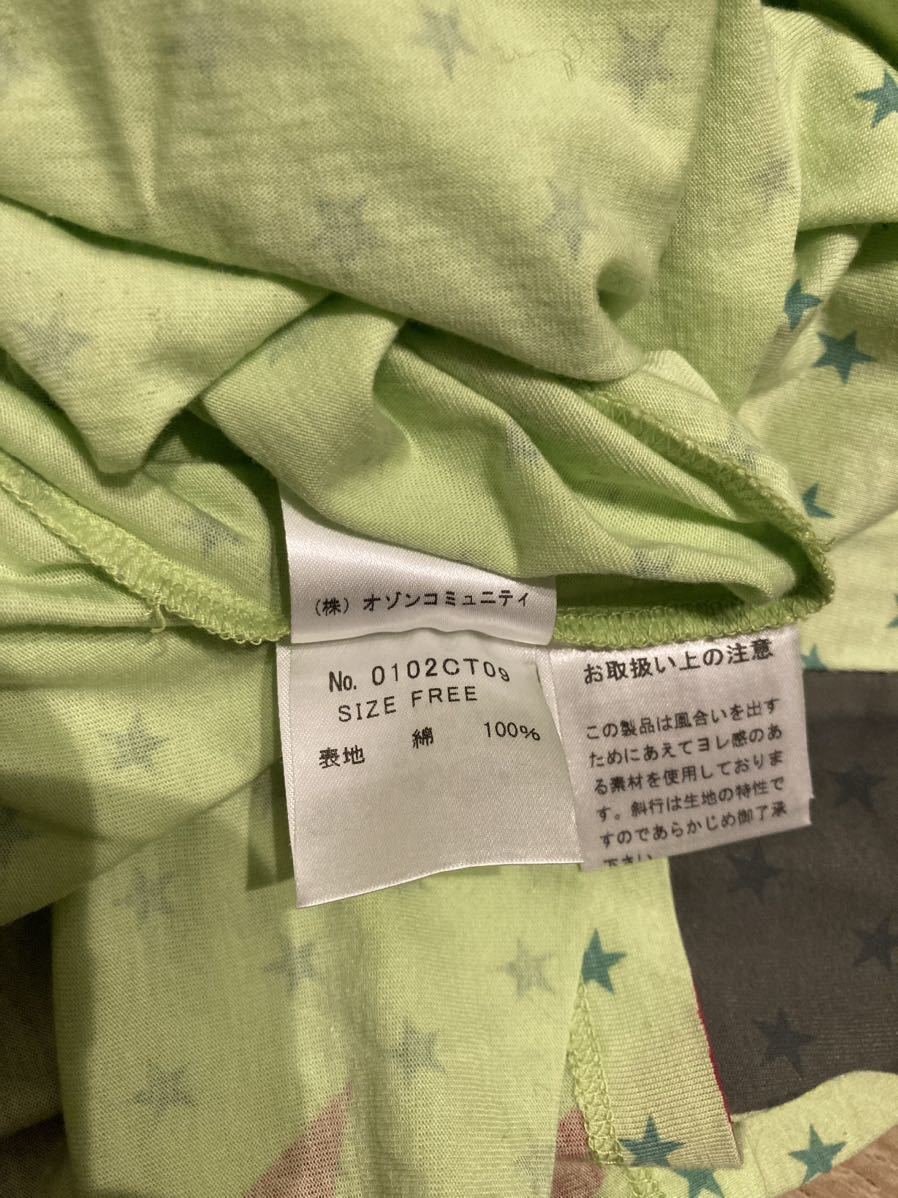 (株) オゾンコミュニティ
No. 0102CT09
SIZE FREE
表地 綿 100%
お取扱い上の注意
この製品は風合いを出す
ためにあえてヨレ感のあ
る素材を使用しておりま
す。斜行は生地の特性で
すのであらかじめ御了承
下さい